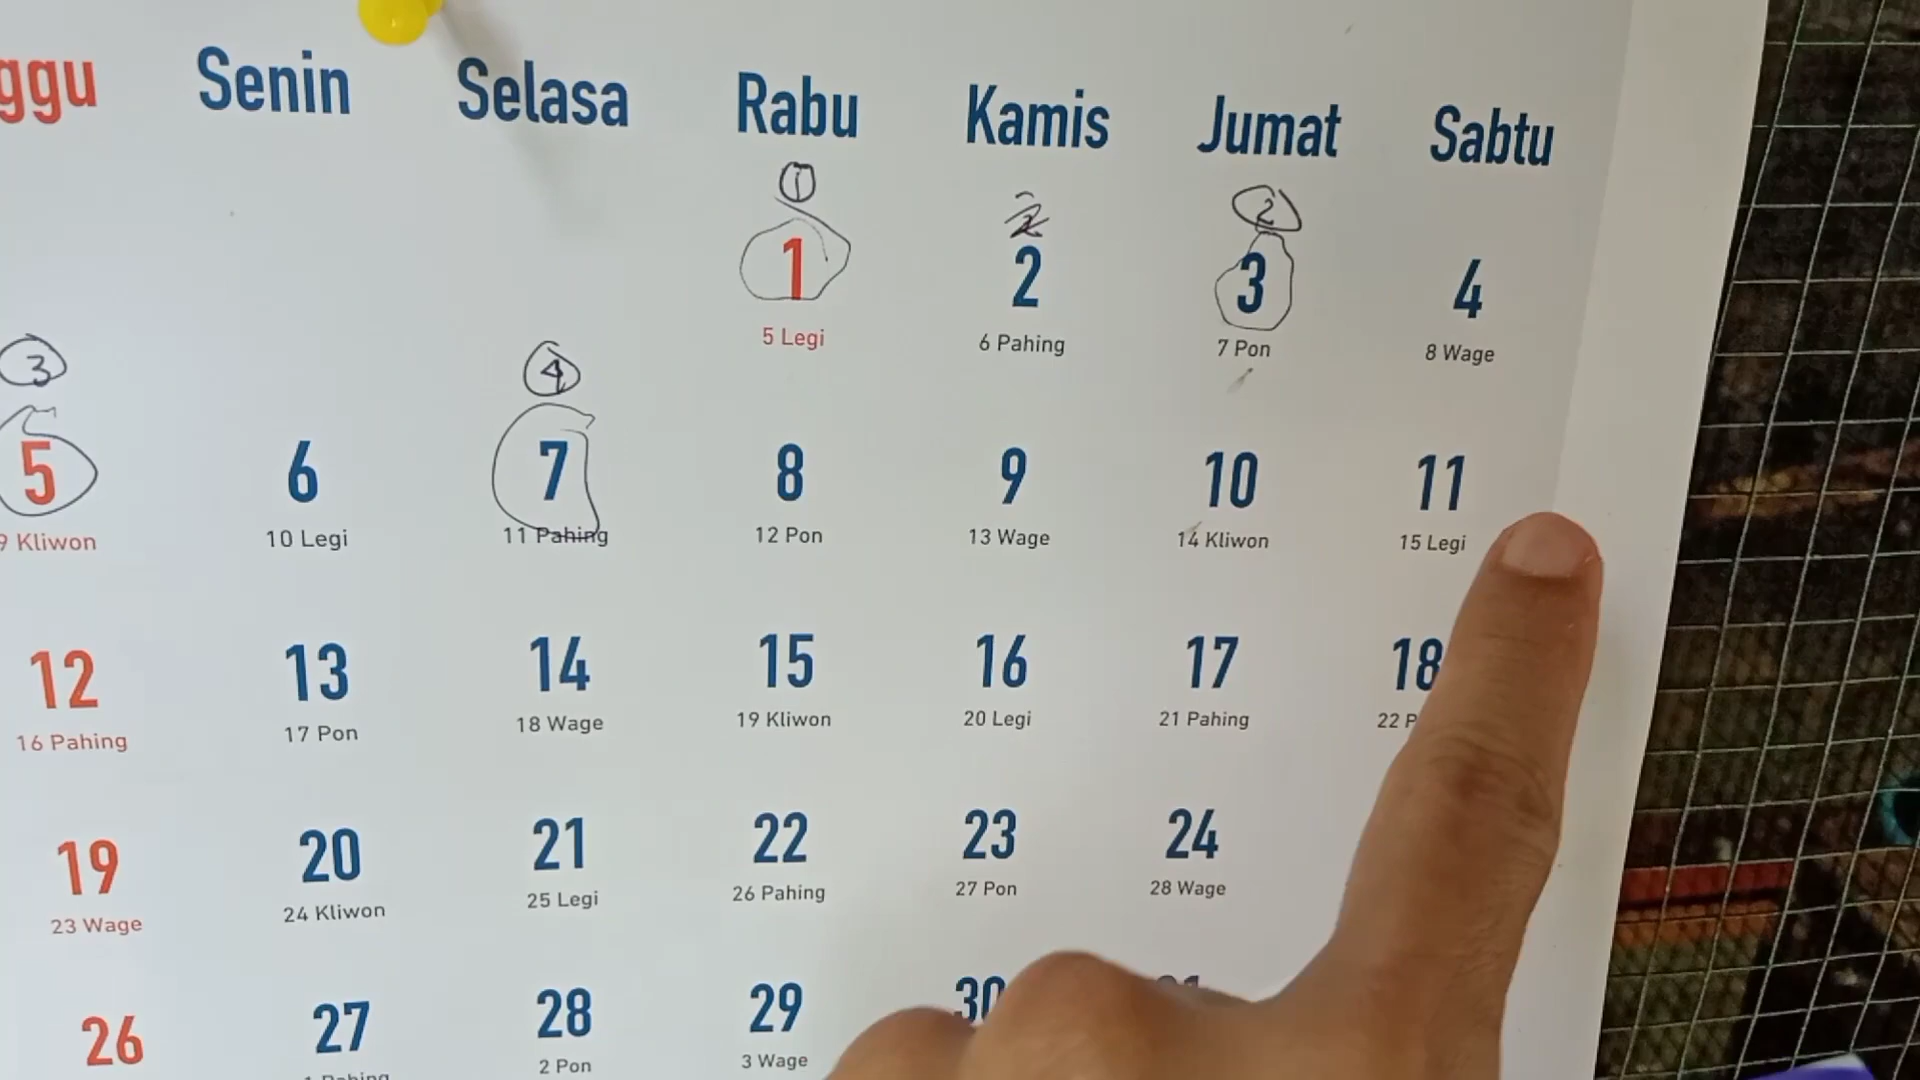 ggu Senin Selasa Rabu Kamis Jumat Sabtu
1 2
1 2 3 4
5 Legi 6 Pahing 7 Pon 8 Wage
3 4
5 6 7 8 9 10 11
9 Kliwon 10 Legi 11 Pahing 12 Pon 13 Wage 14 Kliwon 15 Legi
12 13 14 15 16 17 18
16 Pahing 17 Pon 18 Wage 19 Kliwon 20 Legi 21 Pahing 22 P
19 20 21 22 23 24
23 Wage 24 Kliwon 25 Legi 26 Pahing 27 Pon 28 Wage
26 27 28 29 30
2 Pon 3 Wage